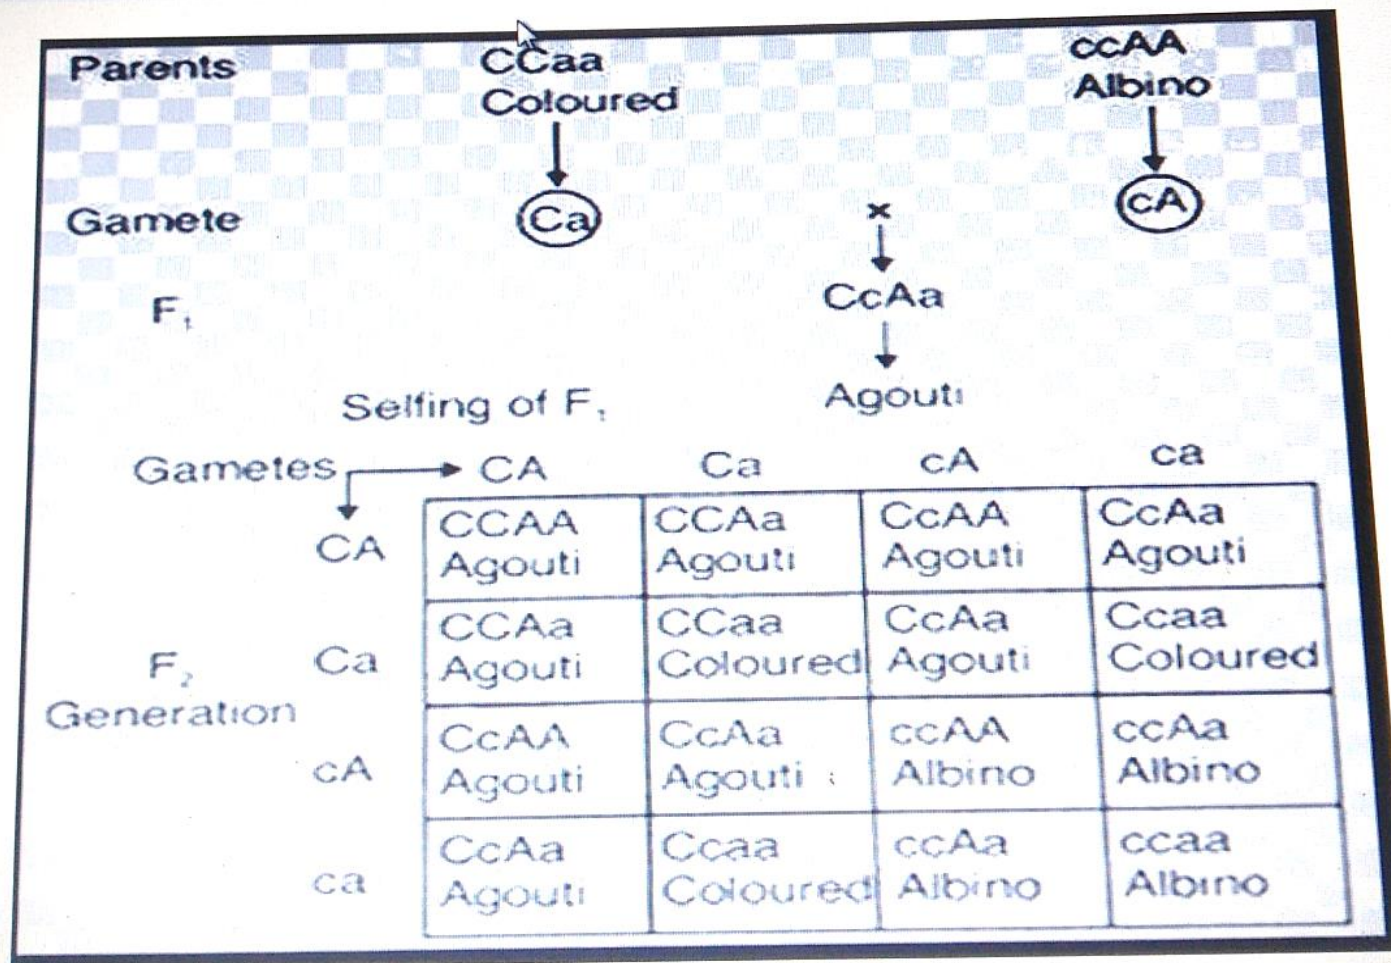 Parents CCaa ccAA
Coloured Albino
Gamete Ca × cA
F₁ CcAa
Selfing of F₁ Agouti
Gametes CA Ca cA ca
CA CCAA CCAa CcAA CcAa
Agouti Agouti Agouti Agouti
Ca CCAa CCaa CcAa Ccaa
F₂ Agouti Coloured Agouti Coloured
Generation
cA CcAA CcAa ccAA ccAa
Agouti Agouti Albino Albino
ca CcAa Ccaa ccAa ccaa
Agouti Coloured Albino Albino